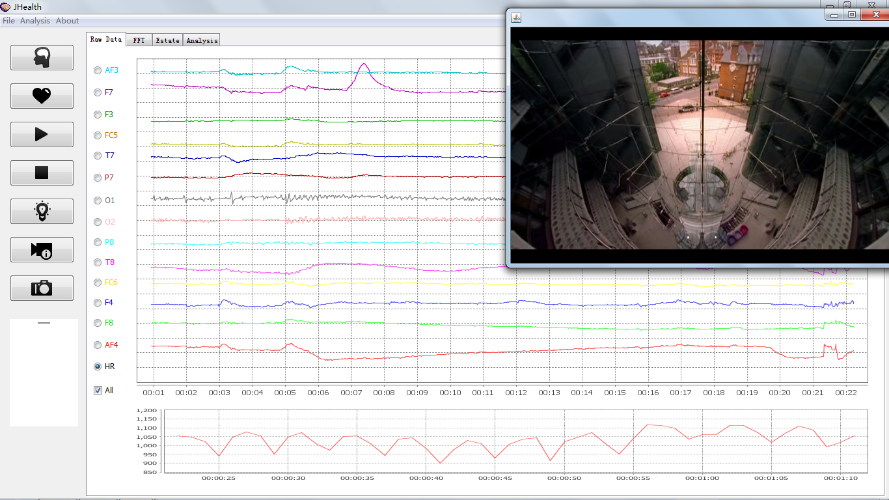 JHealth
File Analysis About
Raw Data FFT Estate Analysis
AF3
F7
F3
FC5
T7
P7
O1
O2
P8
T8
FC6
F4
F8
AF4
HR
All
00:01 00:02 00:03 00:04 00:05 00:06 00:07 00:08 00:09 00:10 00:11 00:12 00:13 00:14 00:15 00:16 00:17 00:18 00:19 00:20 00:21 00:22
1,200
1,150
1,100
1,050
1,000
950
900
850
00:00:25 00:00:30 00:00:35 00:00:40 00:00:45 00:00:50 00:00:55 00:01:00 00:01:05 00:01:10